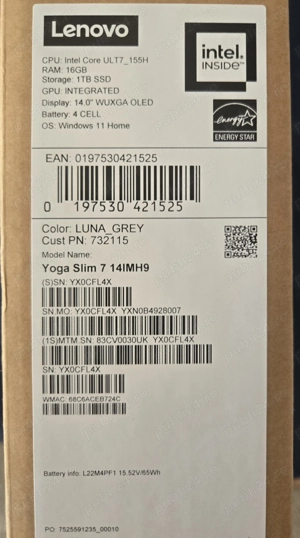 Lenovo
intel.
INSIDE™
CPU: Intel Core ULT7_155H
RAM: 16GB
Storage: 1TB SSD
GPU: INTEGRATED
Display: 14.0" WUXGA OLED
Battery: 4 CELL
OS: Windows 11 Home
energy
ENERGY STAR
EAN: 0197530421525
0 197530 421525
Color: LUNA_GREY
Cust PN: 732115
Model Name:
Yoga Slim 7 14IMH9
(S)SN: YX0CFL4X
SN,MO: YX0CFL4X YXN0B4928007
(1S)MTM,SN: 83CV0030UK YX0CFL4X
SN: YX0CFL4X
WMAC: 66C6ACEB724C
Battery info: L22M4PF1 15.52V/65Wh
PO: 7525591235_00010